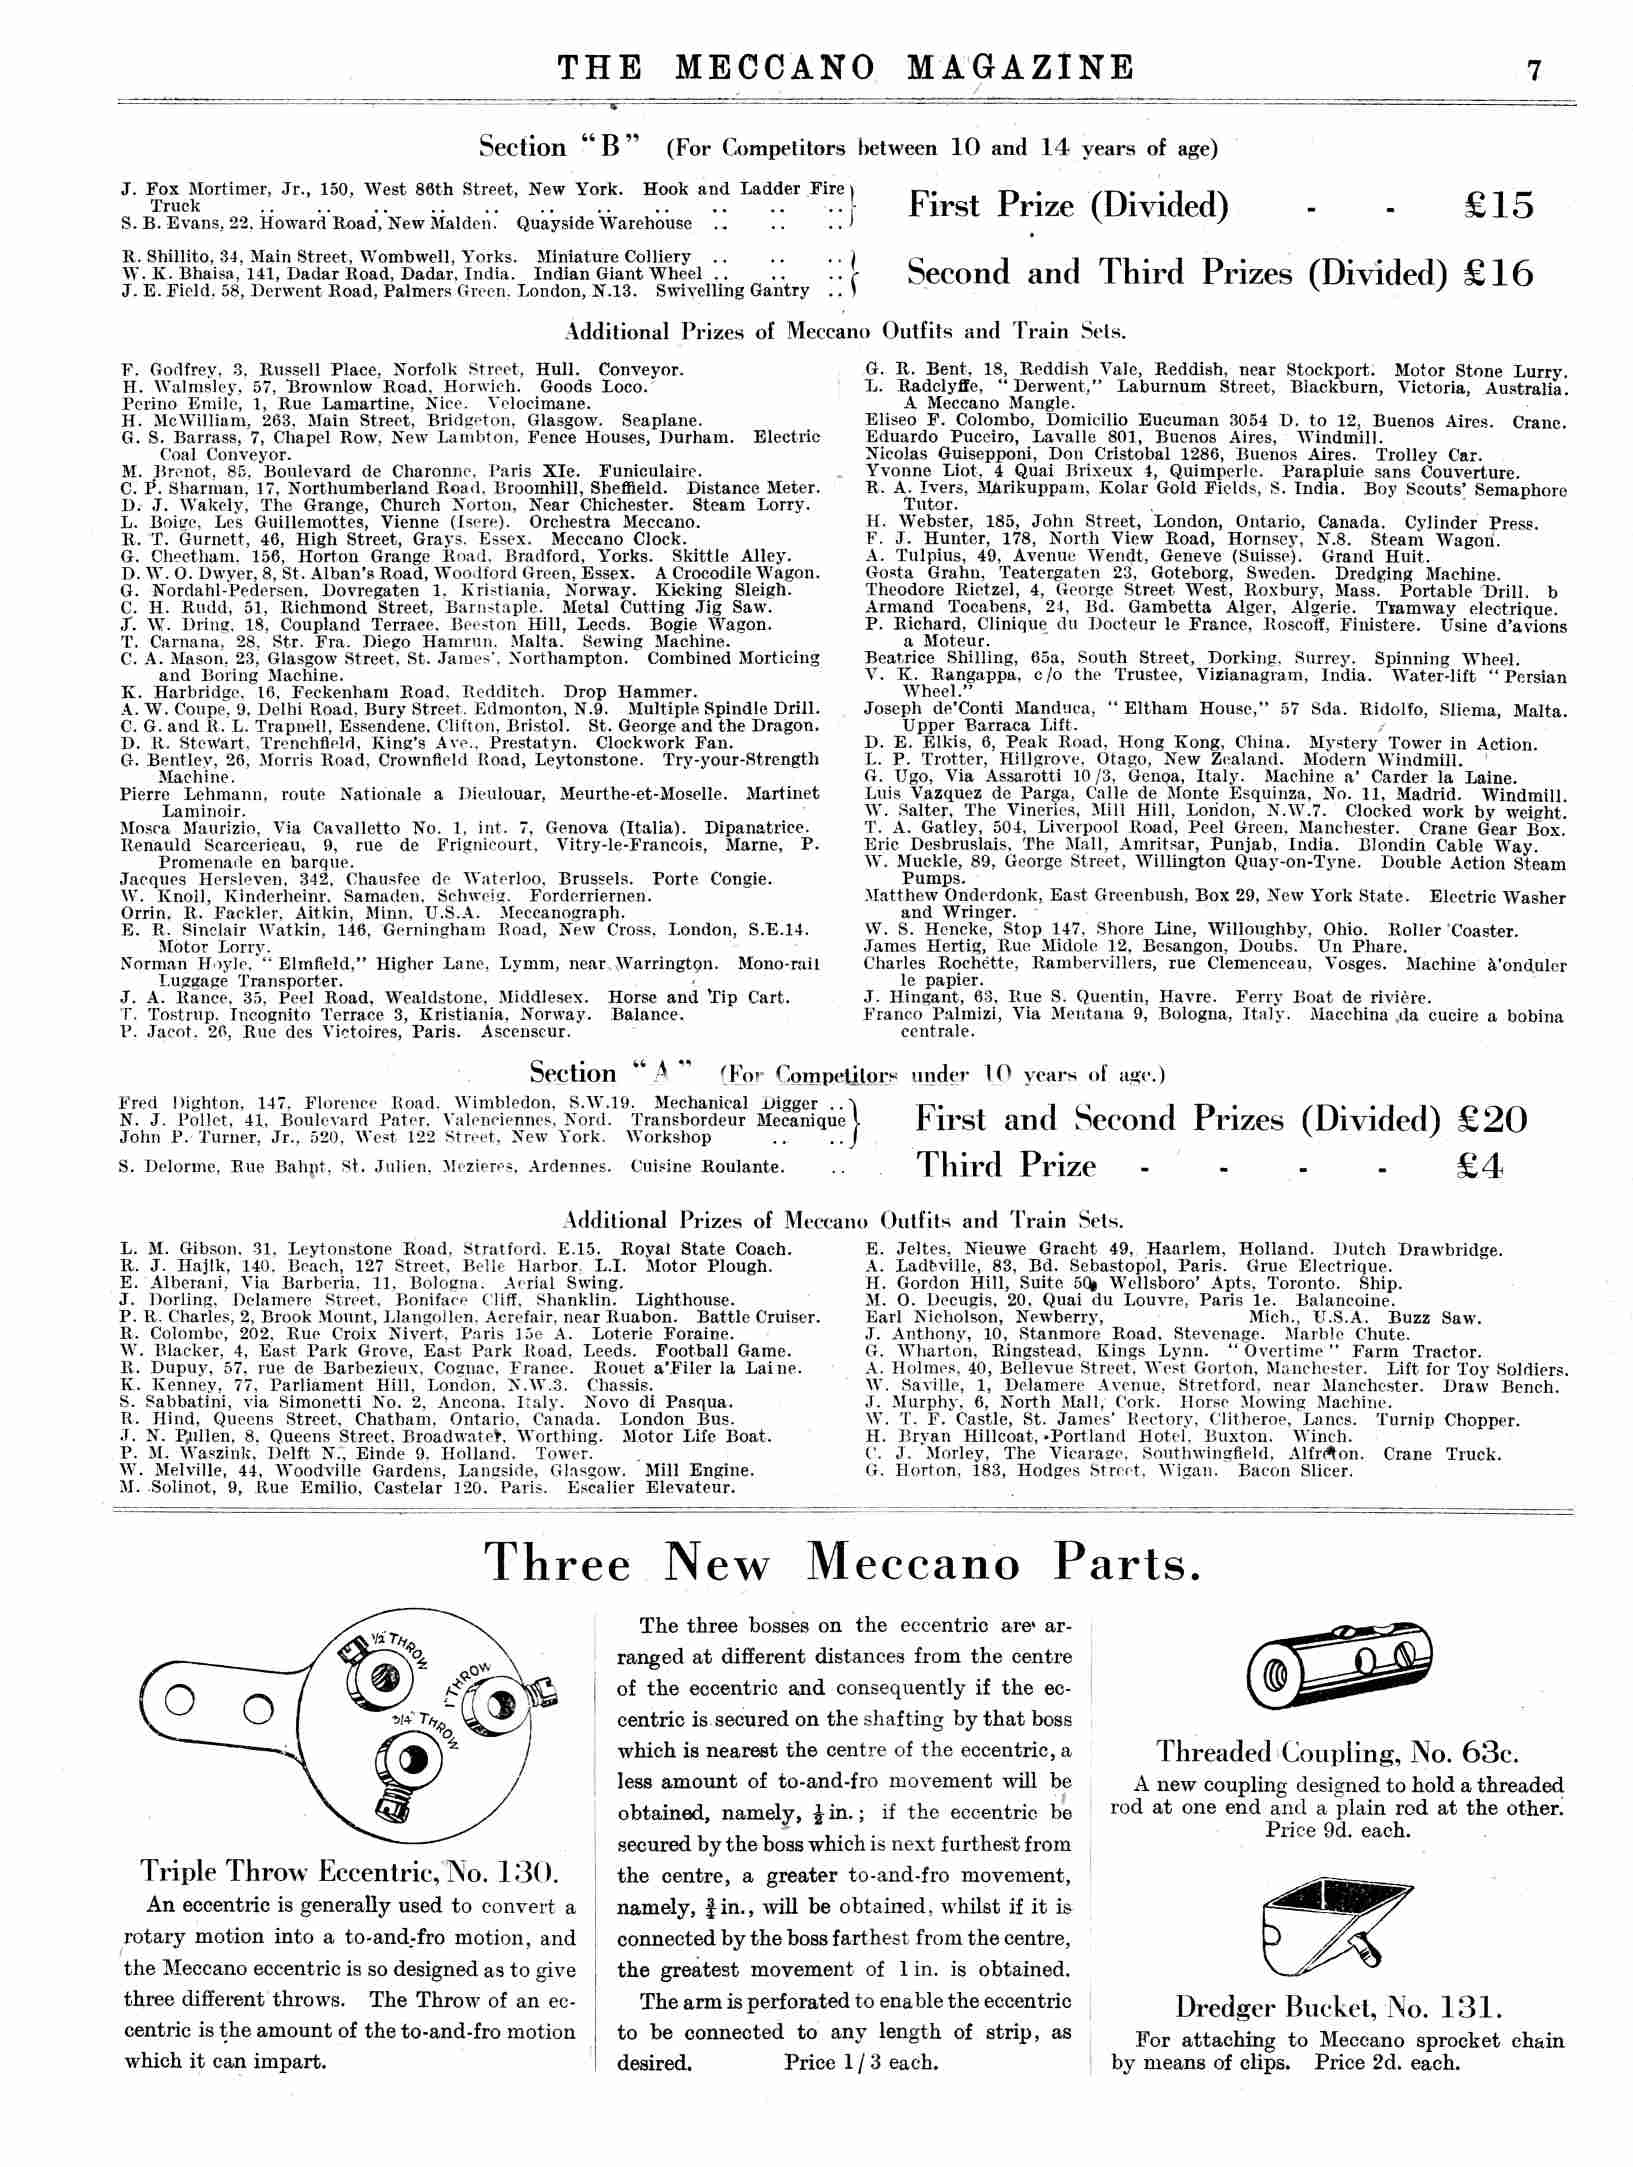 THE MECCANO MAGAZINE 7
Section "B" (For Competitors between 10 and 14 years of age)
J. Fox Mortimer, Jr., 150, West 86th Street, New York. Hook and Ladder Fire
Truck .. .. .. .. .. .. .. .. .. .. ..
S. B. Evans, 22, Howard Road, New Malden. Quayside Warehouse .. .. ..
First Prize (Divided) - - £15
R. Shillito, 34, Main Street, Wombwell, Yorks. Miniature Colliery .. .. ..
W. K. Bhaisa, 141, Dadar Road, Dadar, India. Indian Giant Wheel .. .. ..
J. E. Field, 58, Derwent Road, Palmers Green, London, N.13. Swivelling Gantry ..
Second and Third Prizes (Divided) £16
Additional Prizes of Meccano Outfits and Train Sets.
F. Godfrey, 3, Russell Place, Norfolk Street, Hull. Conveyor.
H. Walmsley, 57, Brownlow Road, Horwich. Goods Loco.
Perino Emile, 1, Rue Lamartine, Nice. Velocimane.
H. McWilliam, 263, Main Street, Bridgeton, Glasgow. Seaplane.
G. S. Barrass, 7, Chapel Row, New Lambton, Fence Houses, Durham. Electric
Coal Conveyor.
M. Brenot, 85, Boulevard de Charonne, Paris XIe. Funiculaire.
C. P. Sharman, 17, Northumberland Road, Broomhill, Sheffield. Distance Meter.
D. J. Wakely, The Grange, Church Norton, Near Chichester. Steam Lorry.
L. Boige, Les Guillemottes, Vienne (Isere). Orchestra Meccano.
R. T. Gurnett, 46, High Street, Grays, Essex. Meccano Clock.
G. Cheetham, 156, Horton Grange Road, Bradford, Yorks. Skittle Alley.
D. W. O. Dwyer, 8, St. Alban's Road, Woodford Green, Essex. A Crocodile Wagon.
G. Nordahl-Pedersen, Dovregaten 1, Kristiania, Norway. Kicking Sleigh.
C. H. Rudd, 51, Richmond Street, Barnstaple. Metal Cutting Jig Saw.
J. W. Dring, 18, Coupland Terrace, Beeston Hill, Leeds. Bogie Wagon.
T. Carnana, 28, Str. Fra. Diego Hamrun, Malta. Sewing Machine.
C. A. Mason, 23, Glasgow Street, St. James', Northampton. Combined Morticing
and Boring Machine.
K. Harbridge, 16, Feckenham Road, Redditch. Drop Hammer.
A. W. Coupe, 9, Delhi Road, Bury Street, Edmonton, N.9. Multiple Spindle Drill.
C. G. and R. L. Trapnell, Essendene, Clifton, Bristol. St. George and the Dragon.
D. R. Stewart, Trenchfield, King's Ave., Prestatyn. Clockwork Fan.
G. Bentley, 26, Morris Road, Crownfield Road, Leytonstone. Try-your-Strength
Machine.
Pierre Lehmann, route Nationale a Dieulouar, Meurthe-et-Moselle. Martinet
Laminoir.
Mosca Maurizio, Via Cavalletto No. 1, int. 7, Genova (Italia). Dipanatrice.
Renauld Scarcerieau, 9, rue de Frignicourt, Vitry-le-Francois, Marne, P.
Promenade en barque.
Jacques Hersleven, 342, Chausfee de Waterloo, Brussels. Porte Congie.
W. Knoil, Kinderheinr, Samaden, Schweig. Forderriernen.
Orrin, R. Fackler, Aitkin, Minn, U.S.A. Meccanograph.
E. R. Sinclair Watkin, 146, Gerningham Road, New Cross, London, S.E.14.
Motor Lorry.
Norman Hoyle, "Elmfield," Higher Lane, Lymm, near Warrington. Mono-rail
Luggage Transporter.
J. A. Rance, 35, Peel Road, Wealdstone, Middlesex. Horse and Tip Cart.
T. Tostrup, Incognito Terrace 3, Kristiania, Norway. Balance.
P. Jacot, 26, Rue des Victoires, Paris. Ascenseur.
G. R. Bent, 18, Reddish Vale, Reddish, near Stockport. Motor Stone Lurry.
L. Radclyffe, "Derwent," Laburnum Street, Blackburn, Victoria, Australia.
A Meccano Mangle.
Eliseo F. Colombo, Domicilio Eucuman 3054 D. to 12, Buenos Aires. Crane.
Eduardo Pucciro, Lavalle 801, Buenos Aires, Windmill.
Nicolas Guisepponi, Don Cristobal 1286, Buenos Aires. Trolley Car.
Yvonne Liot, 4 Quai Brixeux 4, Quimperle. Parapluie sans Couverture.
R. A. Ivers, Marikuppam, Kolar Gold Fields, S. India. Boy Scouts' Semaphore
Tutor.
H. Webster, 185, John Street, London, Ontario, Canada. Cylinder Press.
F. J. Hunter, 178, North View Road, Hornsey, N.8. Steam Wagon.
A. Tulpius, 49, Avenue Wendt, Geneve (Suisse). Grand Huit.
Gosta Grahn, Teatergaten 23, Goteborg, Sweden. Dredging Machine.
Theodore Rietzel, 4, George Street West, Roxbury, Mass. Portable Drill. b
Armand Tocabens, 24, Bd. Gambetta Alger, Algerie. Tramway electrique.
P. Richard, Clinique du Docteur le France, Roscoff, Finistere. Usine d'avions
a Moteur.
Beatrice Shilling, 65a, South Street, Dorking, Surrey. Spinning Wheel.
V. K. Rangappa, c/o the Trustee, Vizianagram, India. Water-lift "Persian
Wheel."
Joseph de'Conti Manduca, "Eltham House," 57 Sda. Ridolfo, Sliema, Malta.
Upper Barraca Lift.
D. E. Elkis, 6, Peak Road, Hong Kong, China. Mystery Tower in Action.
L. P. Trotter, Hillgrove, Otago, New Zealand. Modern Windmill.
G. Ugo, Via Assarotti 10/3, Genoa, Italy. Machine a' Carder la Laine.
Luis Vazquez de Parga, Calle de Monte Esquinza, No. 11, Madrid. Windmill.
W. Salter, The Vineries, Mill Hill, London, N.W.7. Clocked work by weight.
T. A. Gatley, 504, Liverpool Road, Peel Green, Manchester. Crane Gear Box.
Eric Desbruslais, The Mall, Amritsar, Punjab, India. Blondin Cable Way.
W. Muckle, 89, George Street, Willington Quay-on-Tyne. Double Action Steam
Pumps.
Matthew Onderdonk, East Greenbush, Box 29, New York State. Electric Washer
and Wringer.
W. S. Hencke, Stop 147, Shore Line, Willoughby, Ohio. Roller Coaster.
James Hertig, Rue Midole 12, Besangon, Doubs. Un Phare.
Charles Rochette, Rambervillers, rue Clemenceau, Vosges. Machine à'onduler
le papier.
J. Hingant, 63, Rue S. Quentin, Havre. Ferry Boat de rivière.
Franco Palmizi, Via Mentana 9, Bologna, Italy. Macchina da cucire a bobina
centrale.
Section "A" (For Competitors under 10 years of age.)
Fred Dighton, 147, Florence Road, Wimbledon, S.W.19. Mechanical Digger ..
N. J. Pollet, 41, Boulevard Pater, Valenciennes, Nord. Transbordeur Mecanique
John P. Turner, Jr., 520, West 122 Street, New York. Workshop .. ..
First and Second Prizes (Divided) £20
S. Delorme, Rue Bahpt, St. Julien, Mezieres, Ardennes. Cuisine Roulante. ..
Third Prize - - - - £4
Additional Prizes of Meccano Outfits and Train Sets.
L. M. Gibson, 31, Leytonstone Road, Stratford, E.15. Royal State Coach.
R. J. Hajlk, 140, Beach, 127 Street, Belle Harbor, L.I. Motor Plough.
E. Alberani, Via Barberia, 11, Bologna. Aerial Swing.
J. Dorling, Delamere Street, Boniface Cliff, Shanklin. Lighthouse.
P. R. Charles, 2, Brook Mount, Llangollen, Acrefair, near Ruabon. Battle Cruiser.
R. Colombe, 202, Rue Croix Nivert, Paris 15e A. Loterie Foraine.
W. Blacker, 4, East Park Grove, East Park Road, Leeds. Football Game.
R. Dupuy, 57, rue de Barbezieux, Cognac, France. Rouet a'Filer la Laine.
K. Kenney, 77, Parliament Hill, London, N.W.3. Chassis.
S. Sabbatini, via Simonetti No. 2, Ancona, Italy. Novo di Pasqua.
R. Hind, Queens Street, Chatham, Ontario, Canada. London Bus.
J. N. Pullen, 8, Queens Street, Broadwater, Worthing. Motor Life Boat.
P. M. Waszink, Delft N., Einde 9, Holland. Tower.
W. Melville, 44, Woodville Gardens, Langside, Glasgow. Mill Engine.
M. Solinot, 9, Rue Emilio, Castelar 120, Paris. Escalier Elevateur.
E. Jeltes, Nieuwe Gracht 49, Haarlem, Holland. Dutch Drawbridge.
A. Ladeville, 83, Bd. Sebastopol, Paris. Grue Electrique.
H. Gordon Hill, Suite 50, Wellsboro' Apts, Toronto. Ship.
M. O. Decugis, 20, Quai du Louvre, Paris 1e. Balancoine.
Earl Nicholson, Newberry, Mich., U.S.A. Buzz Saw.
J. Anthony, 10, Stanmore Road, Stevenage. Marble Chute.
G. Wharton, Ringstead, Kings Lynn. "Overtime" Farm Tractor.
A. Holmes, 40, Bellevue Street, West Gorton, Manchester. Lift for Toy Soldiers.
W. Saville, 1, Delamere Avenue, Stretford, near Manchester. Draw Bench.
J. Murphy, 6, North Mall, Cork. Horse Mowing Machine.
W. T. F. Castle, St. James' Rectory, Clitheroe, Lancs. Turnip Chopper.
H. Bryan Hillcoat, Portland Hotel, Buxton. Winch.
C. J. Morley, The Vicarage, Southwingfield, Alfreton. Crane Truck.
G. Horton, 183, Hodges Street, Wigan. Bacon Slicer.
Three New Meccano Parts.
1/2" THROW
1" THROW
3/4" THROW
Triple Throw Eccentric, No. 130.
An eccentric is generally used to convert a
rotary motion into a to-and-fro motion, and
the Meccano eccentric is so designed as to give
three different throws. The Throw of an ec-
centric is the amount of the to-and-fro motion
which it can impart.
The three bosses on the eccentric are ar-
ranged at different distances from the centre
of the eccentric and consequently if the ec-
centric is secured on the shafting by that boss
which is nearest the centre of the eccentric, a
less amount of to-and-fro movement will be
obtained, namely, ½in.; if the eccentric be
secured by the boss which is next furthest from
the centre, a greater to-and-fro movement,
namely, ¾in., will be obtained, whilst if it is
connected by the boss farthest from the centre,
the greatest movement of 1in. is obtained.
The arm is perforated to enable the eccentric
to be connected to any length of strip, as
desired. Price 1/3 each.
Threaded Coupling, No. 63c.
A new coupling designed to hold a threaded
rod at one end and a plain rod at the other.
Price 9d. each.
Dredger Bucket, No. 131.
For attaching to Meccano sprocket chain
by means of clips. Price 2d. each.